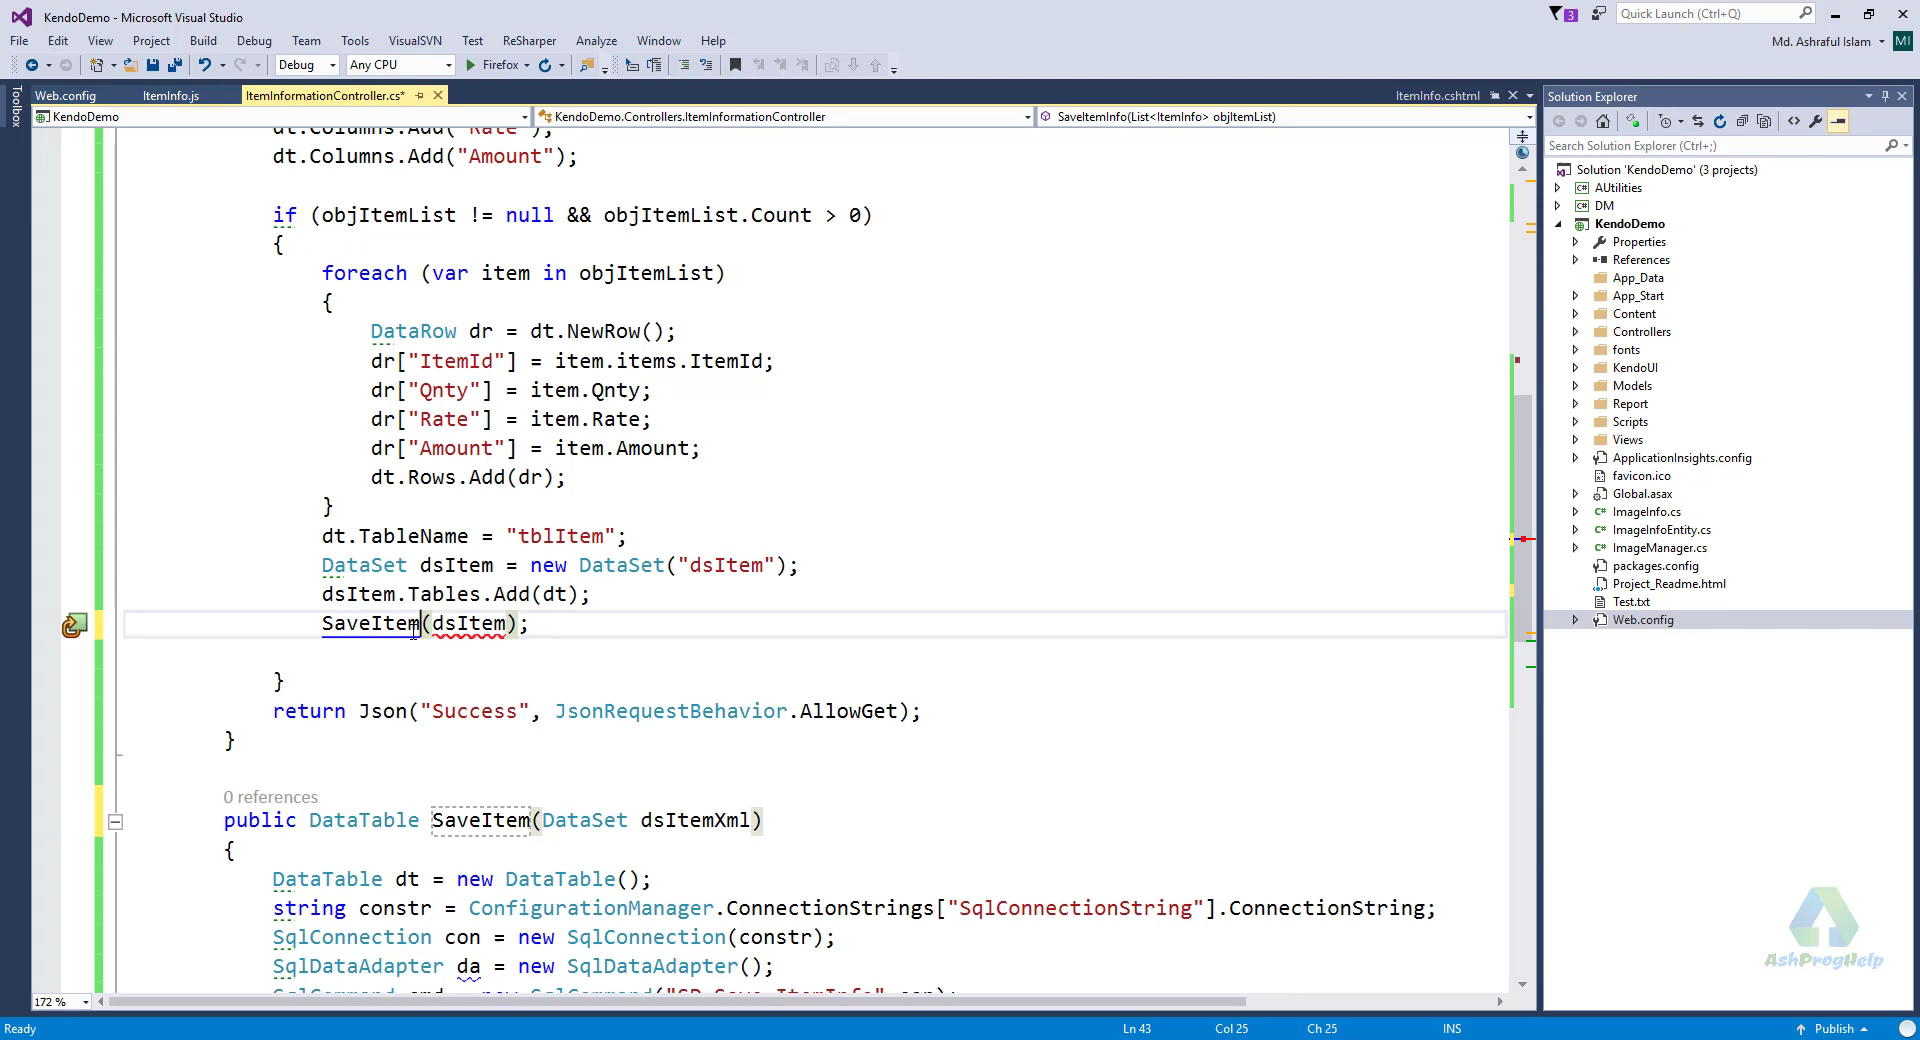 KendoDemo - Microsoft Visual Studio
3
Quick Launch (Ctrl+Q)
File Edit View Project Build Debug Team Tools VisualSVN Test ReSharper Analyze Window Help
Md. Ashraful Islam MI
Debug Any CPU Firefox
Toolbox
Web.config ItemInfo.js ItemInformationController.cs* ItemInfo.cshtml
KendoDemo KendoDemo.Controllers.ItemInformationController SaveItemInfo(List<ItemInfo> objItemList)
dt.Columns.Add("Rate");
dt.Columns.Add("Amount");
if (objItemList != null && objItemList.Count > 0)
{
foreach (var item in objItemList)
{
DataRow dr = dt.NewRow();
dr["ItemId"] = item.items.ItemId;
dr["Qnty"] = item.Qnty;
dr["Rate"] = item.Rate;
dr["Amount"] = item.Amount;
dt.Rows.Add(dr);
}
dt.TableName = "tblItem";
DataSet dsItem = new DataSet("dsItem");
dsItem.Tables.Add(dt);
SaveItem(dsItem);
}
return Json("Success", JsonRequestBehavior.AllowGet);
}
0 references
public DataTable SaveItem(DataSet dsItemXml)
{
DataTable dt = new DataTable();
string constr = ConfigurationManager.ConnectionStrings["SqlConnectionString"].ConnectionString;
SqlConnection con = new SqlConnection(constr);
SqlDataAdapter da = new SqlDataAdapter();
172 %
Solution Explorer
Search Solution Explorer (Ctrl+;)
Solution 'KendoDemo' (3 projects)
AUtilities
DM
KendoDemo
Properties
References
App_Data
App_Start
Content
Controllers
fonts
KendoUI
Models
Report
Scripts
Views
ApplicationInsights.config
favicon.ico
Global.asax
ImageInfo.cs
ImageInfoEntity.cs
ImageManager.cs
packages.config
Project_Readme.html
Test.txt
Web.config
AshProgHelp
Ready Ln 43 Col 25 Ch 25 INS Publish